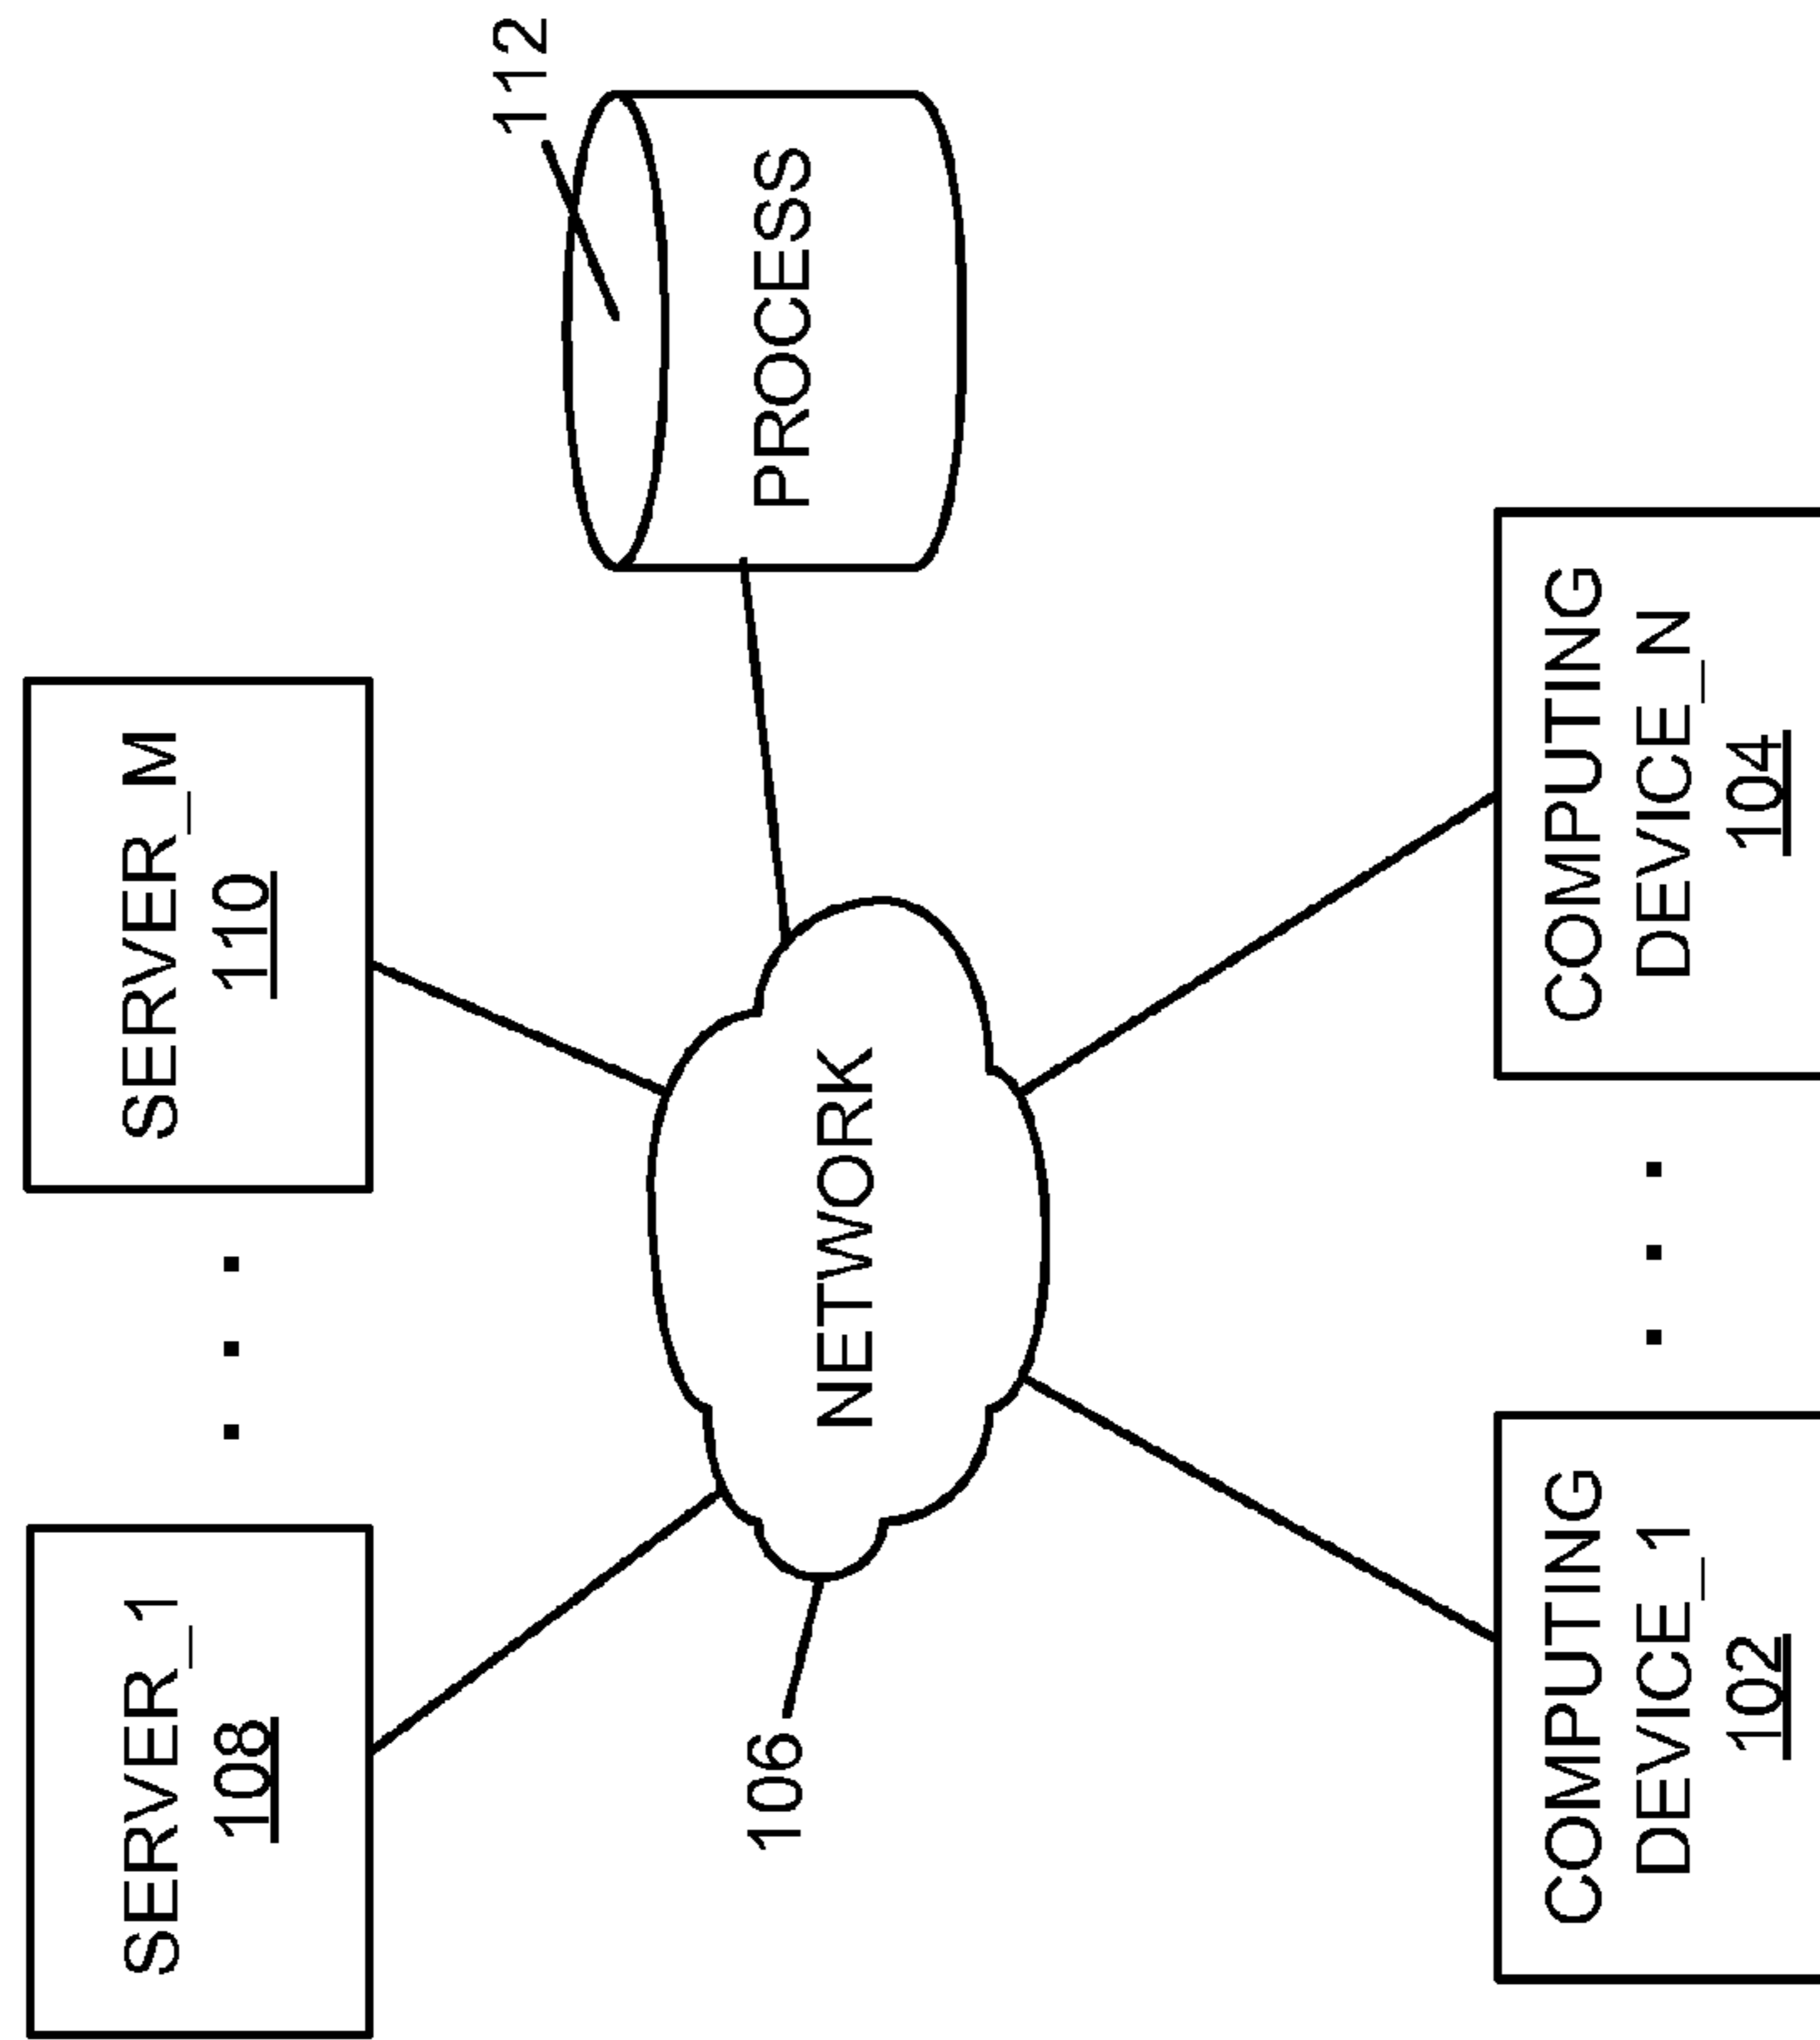 SERVER_1
108
SERVER_M
110
112
PROCESS
NETWORK
106
COMPUTING
DEVICE_1
102
COMPUTING
DEVICE_N
104